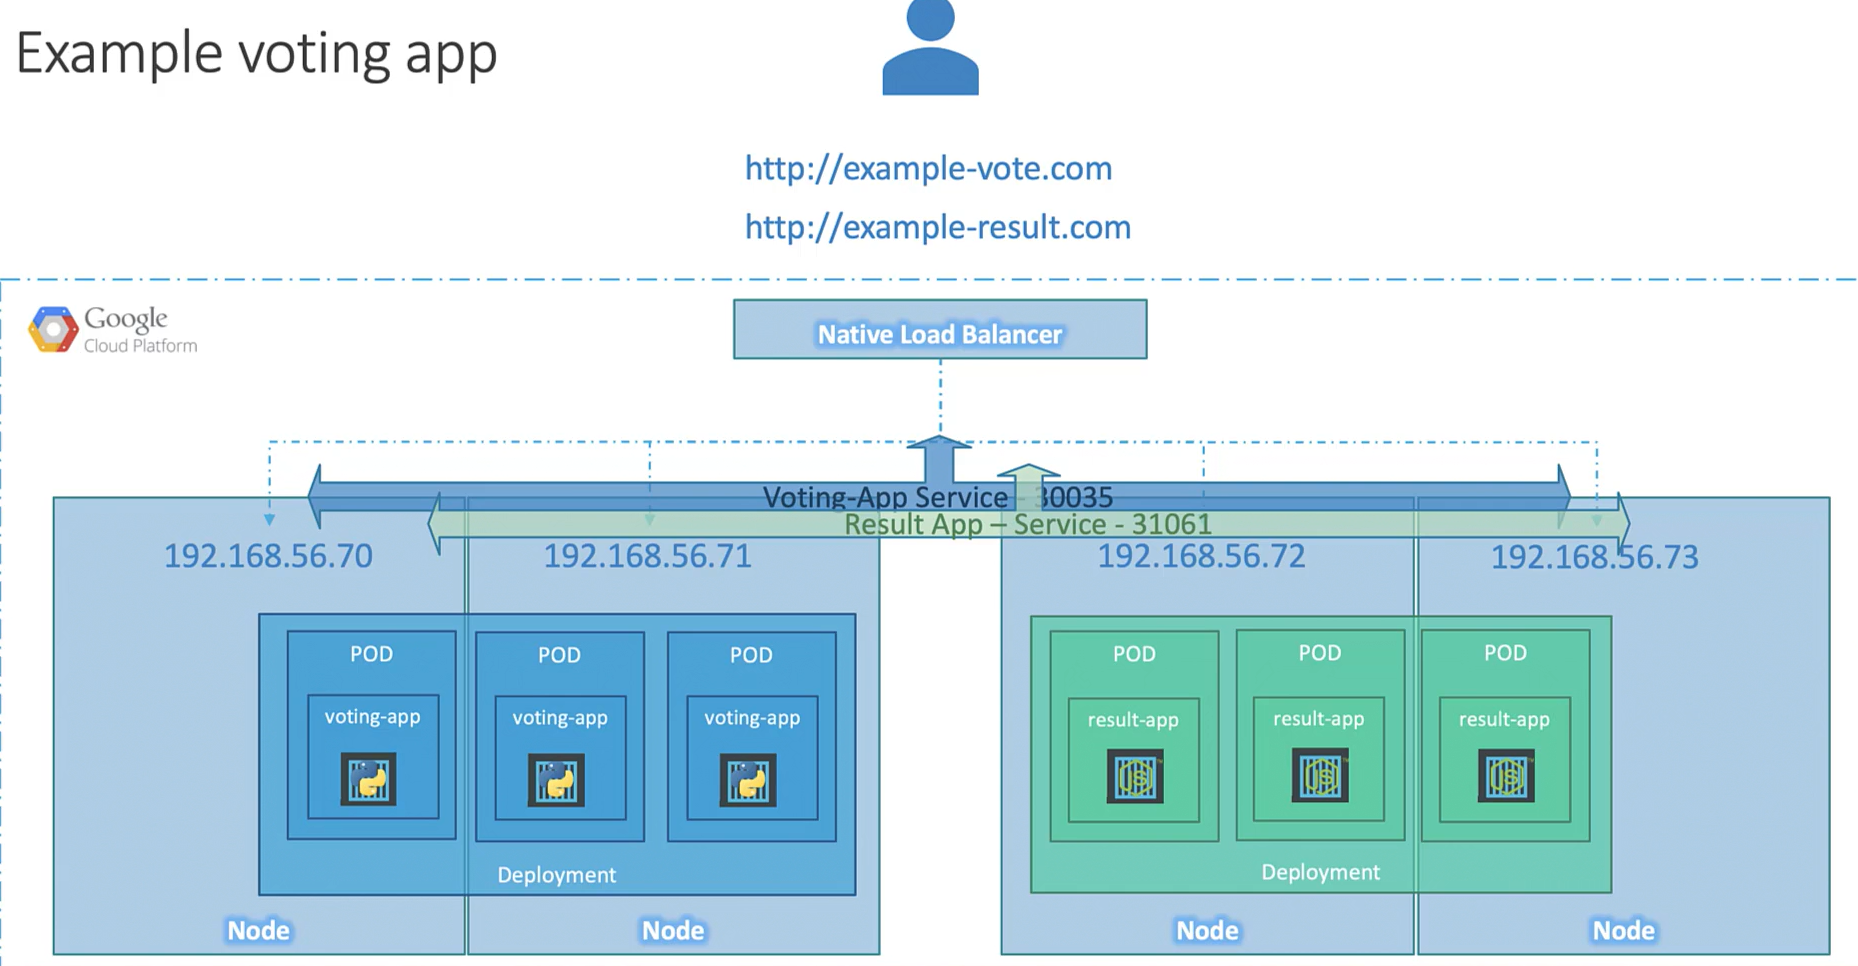 Example voting app
http://example-vote.com
http://example-result.com
Google
Cloud Platform
Native Load Balancer
Voting-App Service - 30035
Result App – Service - 31061
192.168.56.70
192.168.56.71
192.168.56.72
192.168.56.73
POD
POD
POD
POD
POD
POD
voting-app
voting-app
voting-app
result-app
result-app
result-app
JS
JS
JS
Deployment
Deployment
Node
Node
Node
Node